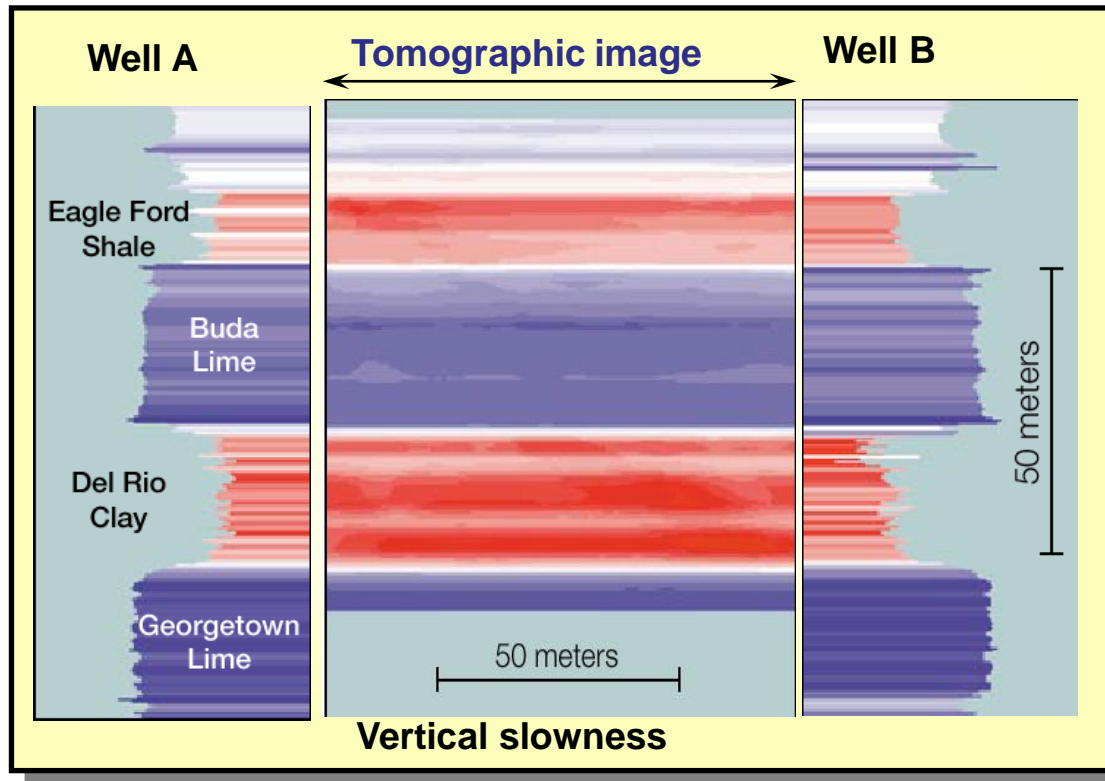 Well A
Tomographic image
Well B
Eagle Ford
Shale
Buda
Lime
Del Rio
Clay
Georgetown
Lime
50 meters
50 meters
Vertical slowness